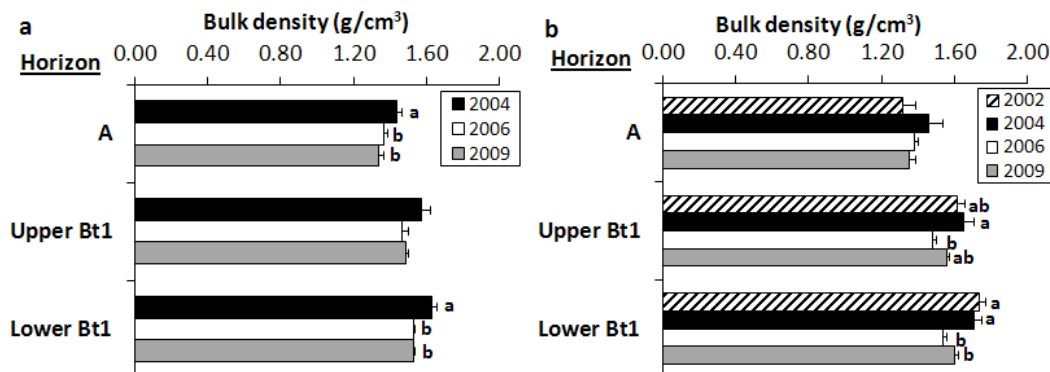 a
Bulk density (g/cm³)
Horizon
0.00 0.40 0.80 1.20 1.60 2.00
2004
2006
2009
A
a
b
b
Upper Bt1
Lower Bt1
a
b
b
b
Bulk density (g/cm³)
Horizon
0.00 0.40 0.80 1.20 1.60 2.00
2002
2004
2006
2009
A
Upper Bt1
ab
a
b
ab
Lower Bt1
a
a
b
b